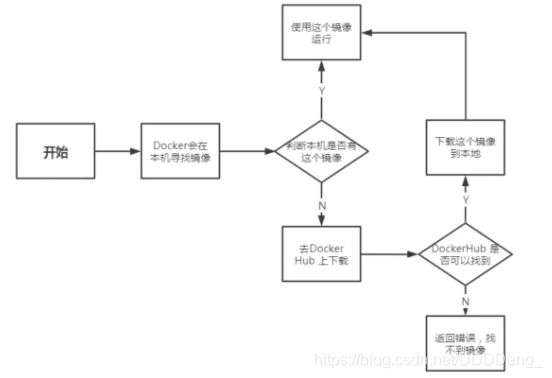 使用这个镜像
运行
Y
开始
Docker会在
本机寻找镜像
判断本机是否有
这个镜像
下载这个镜像
到本地
N
Y
去Docker
Hub 上下载
DockerHub 是
否可以找到
N
返回错误，找
不到镜像
https://blog.csdn.net/DDDDeng_